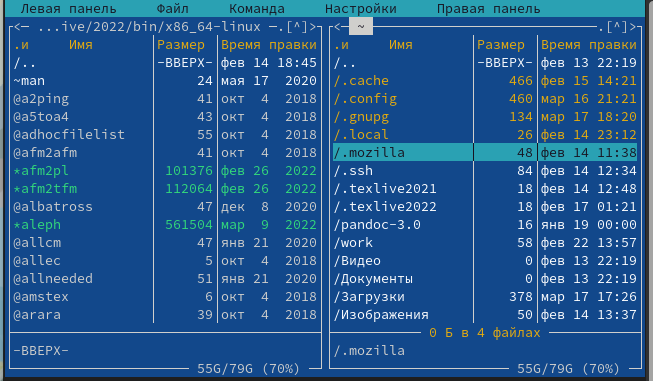 Левая панель Файл Команда Настройки Правая панель
<─ ...ive/2022/bin/x86_64-linux ─.[^]>
.и Имя Размер Время правки
/.. -ВВЕРХ- фев 14 18:45
~man 24 мая 17 2020
@a2ping 41 окт 4 2018
@a5toa4 43 окт 4 2018
@adhocfilelist 55 окт 4 2018
@afm2afm 41 окт 4 2018
*afm2pl 101376 фев 26 2022
*afm2tfm 112064 фев 26 2022
@albatross 47 дек 8 2020
*aleph 561504 мар 9 2022
@allcm 47 янв 21 2020
@allec 5 окт 4 2018
@allneeded 51 янв 21 2020
@amstex 6 окт 4 2018
@arara 39 окт 4 2018
-ВВЕРХ-
55G/79G (70%)
<─ ~ .[^]>
.и Имя Размер Время правки
/.. -ВВЕРХ- фев 13 22:19
/.cache 466 фев 15 14:21
/.config 460 мар 16 21:21
/.gnupg 134 мар 17 18:20
/.local 26 фев 14 23:12
/.mozilla 48 фев 14 11:38
/.ssh 84 фев 14 12:34
/.texlive2021 18 фев 14 12:48
/.texlive2022 18 фев 17 01:21
/pandoc-3.0 16 янв 19 00:00
/work 58 фев 22 13:57
/Видео 0 фев 13 22:19
/Документы 0 фев 13 22:19
/Загрузки 378 мар 17 17:26
/Изображения 50 фев 14 13:37
0 Б в 4 файлах
/.mozilla
55G/79G (70%)